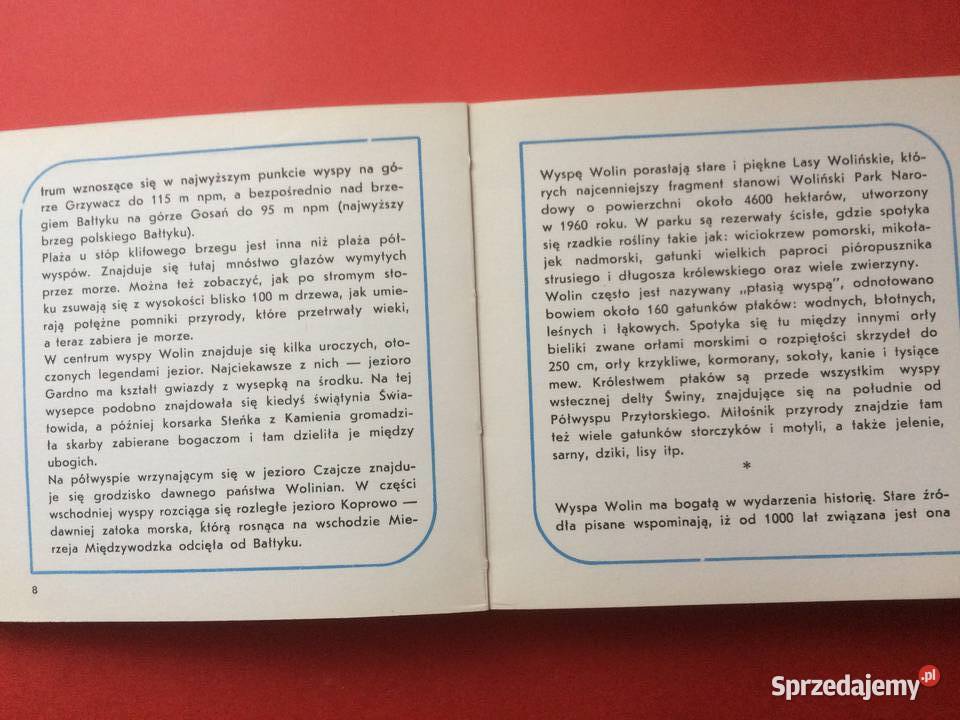 trum wznoszące się w najwyższym punkcie wyspy na gó-
rze Grzywacz do 115 m npm, a bezpośrednio nad brze-
giem Bałtyku na górze Gosań do 95 m npm (najwyższy
brzeg polskiego Bałtyku).
Plaża u stóp klifowego brzegu jest inna niż plaża pół-
wyspów. Znajduje się tutaj mnóstwo głazów wymytych
przez morze. Można też zobaczyć, jak po stromym sto-
ku zsuwają się z wysokości blisko 100 m drzewa, jak umie-
rają potężne pomniki przyrody, które przetrwały wieki,
a teraz zabiera je morze.
W centrum wyspy Wolin znajduje się kilka uroczych, oto-
czonych legendami jezior. Najciekawsze z nich — jezioro
Gardno ma kształt gwiazdy z wysepką na środku. Na tej
wysepce podobno znajdowała się kiedyś świątynia Świa-
towida, a później korsarka Steńka z Kamienia gromadzi-
ła skarby zabierane bogaczom i tam dzieliła je między
ubogich.
Na półwyspie wrzynającym się w jezioro Czajcze znajdu-
je się grodzisko dawnego państwa Wolinian. W części
wschodniej wyspy rozciąga się rozległe jezioro Koprowo —
dawniej zatoka morska, którą rosnąca na wschodzie Mie-
rzeja Międzywodzka odcięła od Bałtyku.
8
Wyspę Wolin porastają stare i piękne Lasy Wolińskie, któ-
rych najcenniejszy fragment stanowi Woliński Park Naro-
dowy o powierzchni około 4600 hektarów, utworzony
w 1960 roku. W parku są rezerwaty ścisłe, gdzie spotyka
się rzadkie rośliny takie jak: wiciokrzew pomorski, mikoła-
jek nadmorski, gatunki wielkich paproci pióropusznika
strusiego i długosza królewskiego oraz wiele zwierzyny.
Wolin często jest nazywany „ptasią wyspą”, odnotowano
bowiem około 160 gatunków ptaków: wodnych, błotnych,
leśnych i łąkowych. Spotyka się tu między innymi orły
bieliki zwane orłami morskimi o rozpiętości skrzydeł do
250 cm, orły krzykliwe, kormorany, sokoły, kanie i tysiące
mew. Królestwem ptaków są przede wszystkim wyspy
wstecznej delty Świny, znajdujące się na południe od
Półwyspu Przytorskiego. Miłośnik przyrody znajdzie tam
też wiele gatunków storczyków i motyli, a także jelenie,
sarny, dziki, lisy itp.
*
Wyspa Wolin ma bogatą w wydarzenia historię. Stare źró-
dła pisane wspominają, iż od 1000 lat związana jest ona
Sprzedajemy.pl